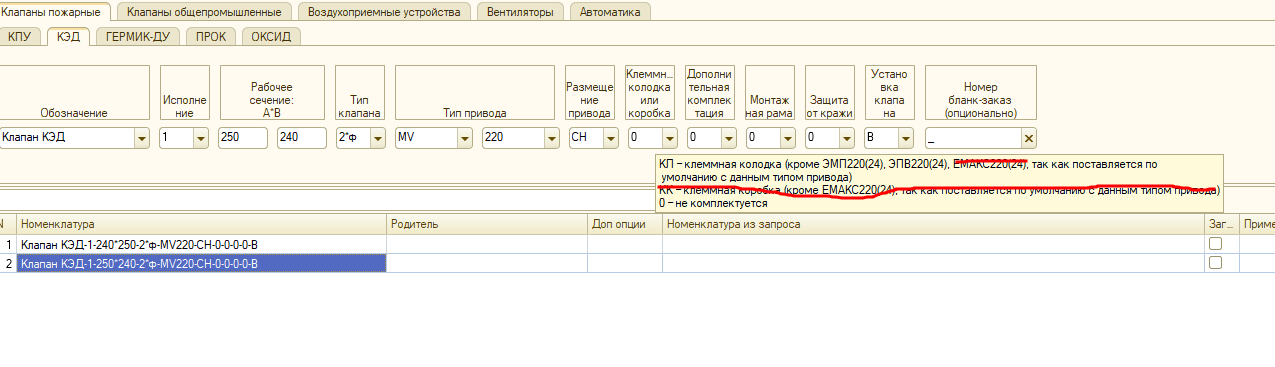 Клапаны пожарные Клапаны общепромышленные Воздухоприемные устройства Вентиляторы Автоматика
КПУ КЭД ГЕРМИК-ДУ ПРОК ОКСИД
Обозначение
Исполне
ние
Рабочее
сечение:
A*B
Тип
клапана
Тип привода
Размеще
ние
привода
Клеммн...
колодка
или
коробка
Дополни
тельная
комплек
тация
Монтаж
ная рама
Защита
от кражи
Устано
вка
клапа
на
Номер
бланк-заказ
(опционально)
Клапан КЭД 1 250 240 2*ф MV 220 СН 0 0 0 0 В _
КП – клеммная колодка (кроме ЭМП220(24), ЭПВ220(24), ЕМАКС220(24), так как поставляется по
умолчанию с данным типом привода)
КК – клеммная коробка (кроме ЕМАКС220(24), так как поставляется по умолчанию с данным типом привода)
0 – не комплектуется
N Номенклатура Родитель Доп опции Номенклатура из запроса Заг... Приме
1 Клапан КЭД-1-240*250-2*ф-MV220-СН-0-0-0-0-В
2 Клапан КЭД-1-250*240-2*ф-MV220-СН-0-0-0-0-В